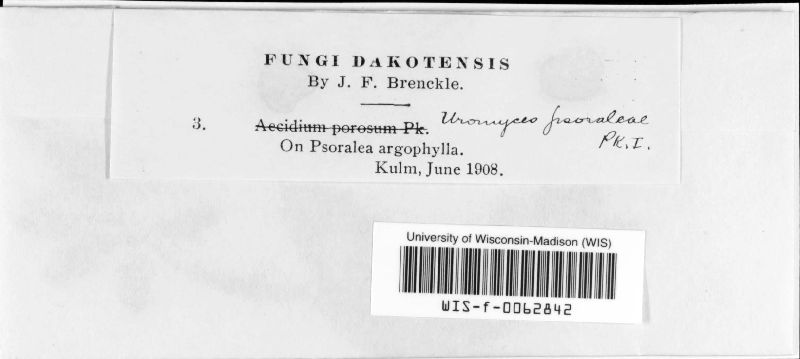 FUNGI DAKOTENSIS
By J. F. Brenckle.
3. Aecidium porosum Pk. Uromyces psoraleae
Pk. I.
On Psoralea argophylla.
Kulm, June 1908.
University of Wisconsin-Madison (WIS)
WIS-f-0062842